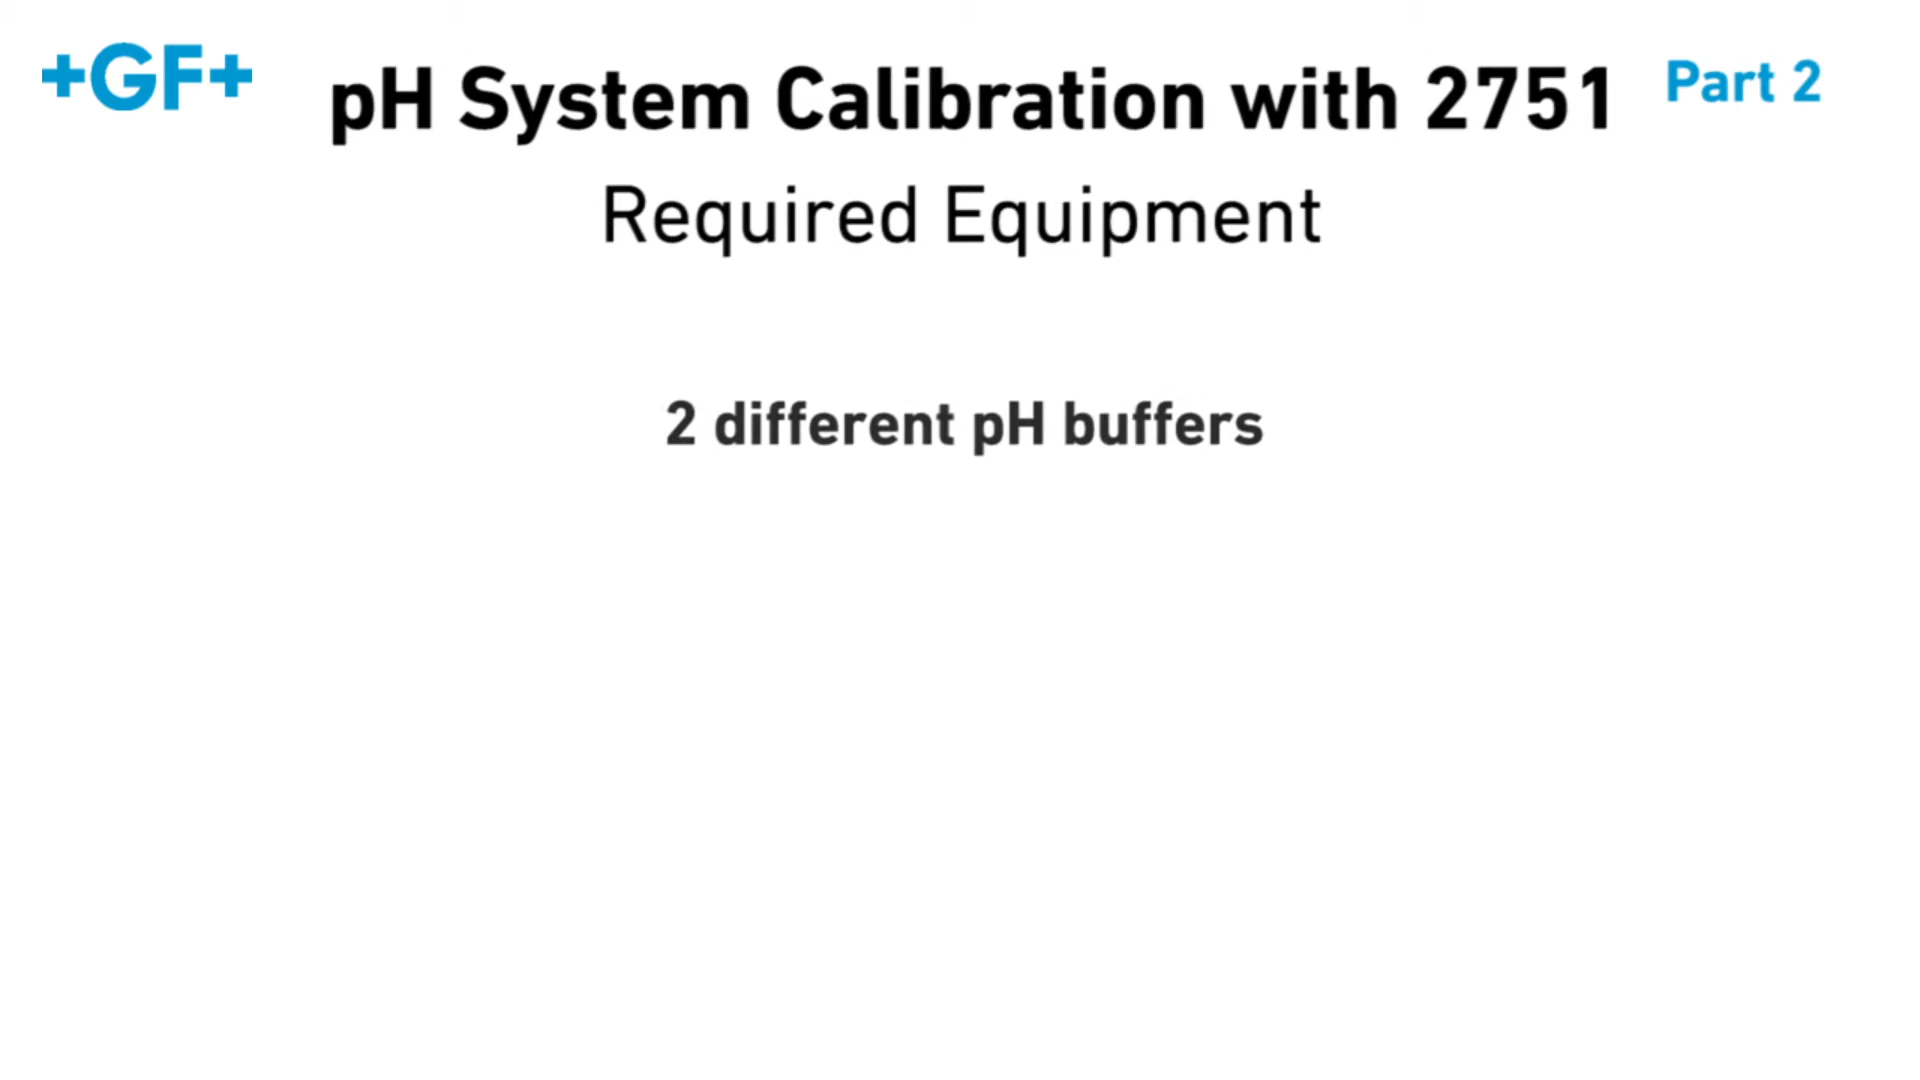 +GF+
pH System Calibration with 2751
Part 2
Required Equipment
2 different pH buffers